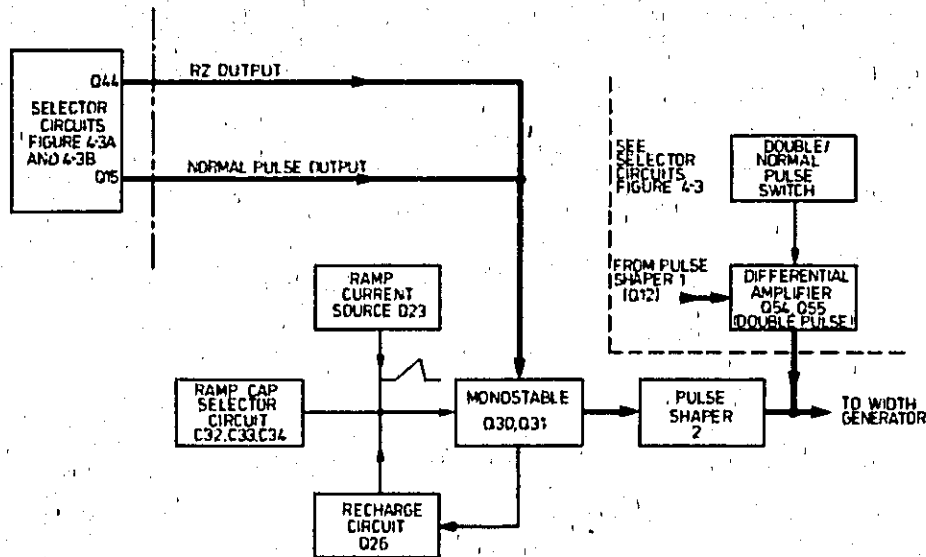 Q44
RZ OUTPUT
SELECTOR
CIRCUITS
FIGURE 4-3A
AND 4-3B
Q15
NORMAL PULSE OUTPUT
SEE
SELECTOR
CIRCUITS
FIGURE 4-3
DOUBLE/
NORMAL
PULSE
SWITCH
FROM PULSE
SHAPER 1
(Q12)
DIFFERENTIAL
AMPLIFIER
Q54, Q55
(DOUBLE PULSE)
RAMP
CURRENT
SOURCE Q23
RAMP CAP
SELECTOR
CIRCUIT
C32,C33,C34
MONOSTABLE
Q30,Q31
PULSE
SHAPER
2
TO WIDTH
GENERATOR
RECHARGE
CIRCUIT
Q26